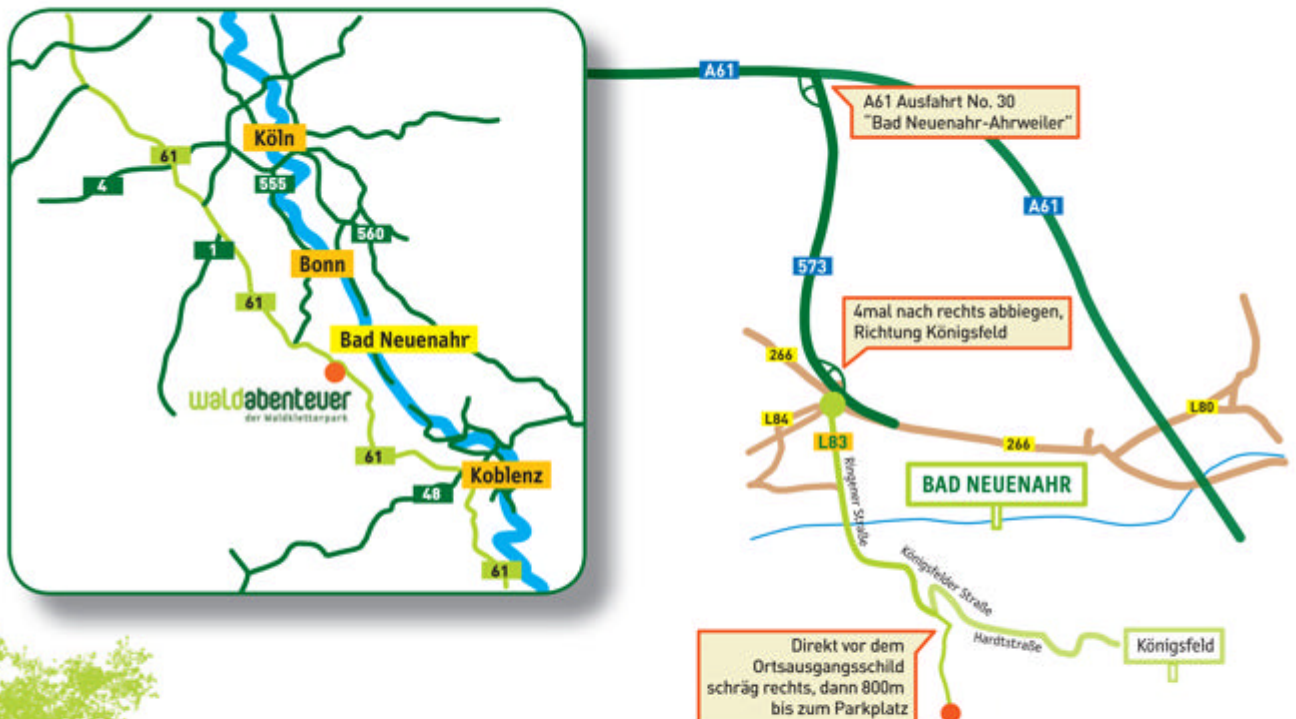 Köln
61
4
555
1
560
Bonn
61
Bad Neuenahr
waldabenteuer
der Waldkletterpark
61
Koblenz
48
61
A61
A61 Ausfahrt No. 30
"Bad Neuenahr-Ahrweiler"
A61
573
4mal nach rechts abbiegen,
Richtung Königsfeld
266
L84
L83
L80
266
Ringener Straße
BAD NEUENAHR
Königsfelder Straße
Hardtstraße
Königsfeld
Direkt vor dem
Ortsausgangsschild
schräg rechts, dann 800m
bis zum Parkplatz